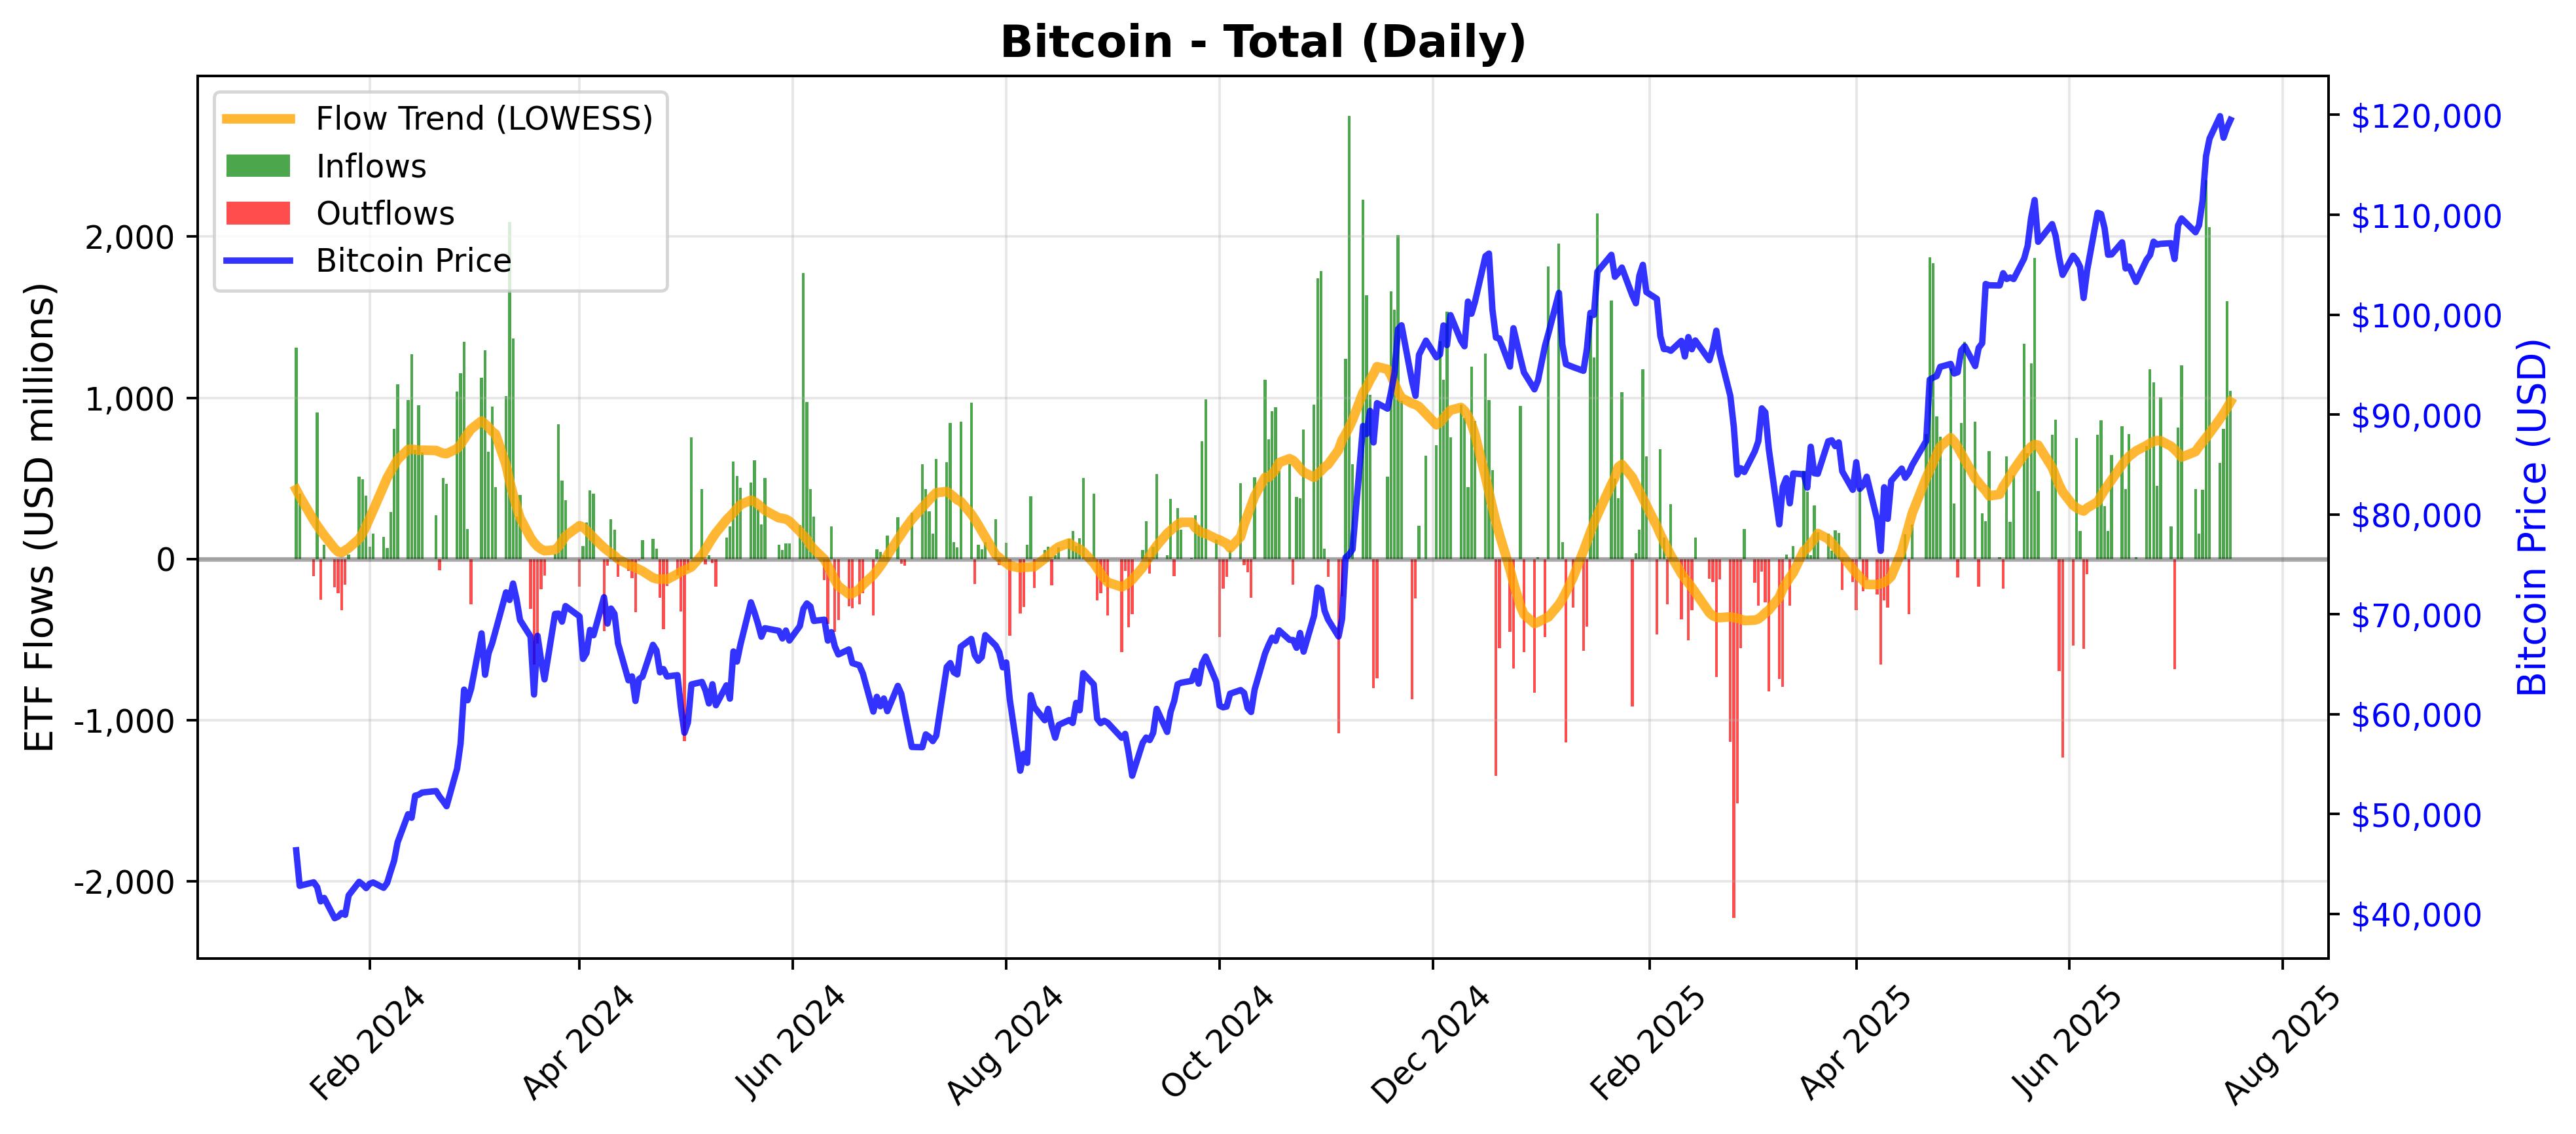 Bitcoin - Total (Daily)
Flow Trend (LOWESS)
Inflows
Outflows
Bitcoin Price
ETF Flows (USD millions)
2,000
1,000
0
-1,000
-2,000
$120,000
$110,000
$100,000
$90,000
$80,000
$70,000
$60,000
$50,000
$40,000
Bitcoin Price (USD)
Feb 2024
Apr 2024
Jun 2024
Aug 2024
Oct 2024
Dec 2024
Feb 2025
Apr 2025
Jun 2025
Aug 2025